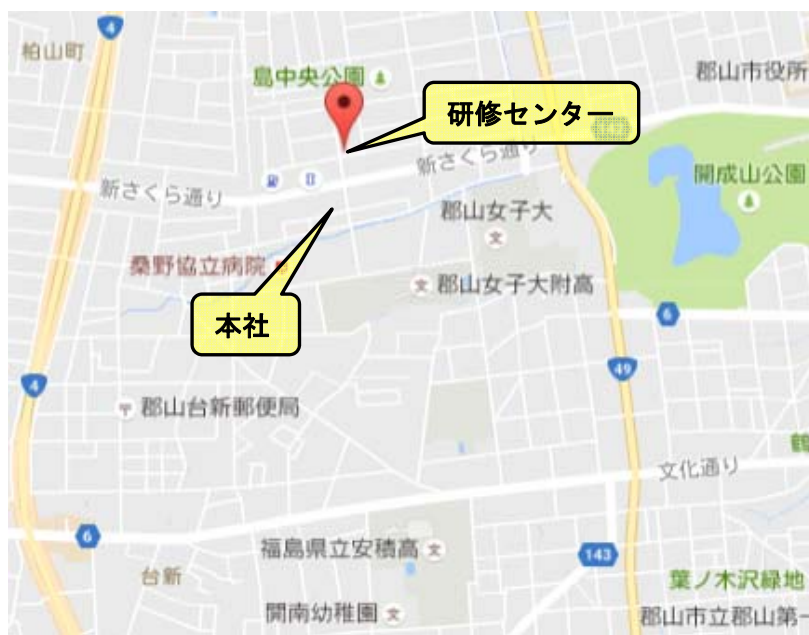 4
柏山町
島中央公園
郡山市役所
研修センター
新さくら通り
開成山公園
新さくら通り
郡山女子大
文
桑野協立病院
文 郡山女子大附高
本社
6
49
4
〒 郡山台新郵便局
鶴
文化通り
6
福島県立安積高 文
143
台新
葉ノ木沢緑地
開南幼稚園 文
郡山市立郡山第一